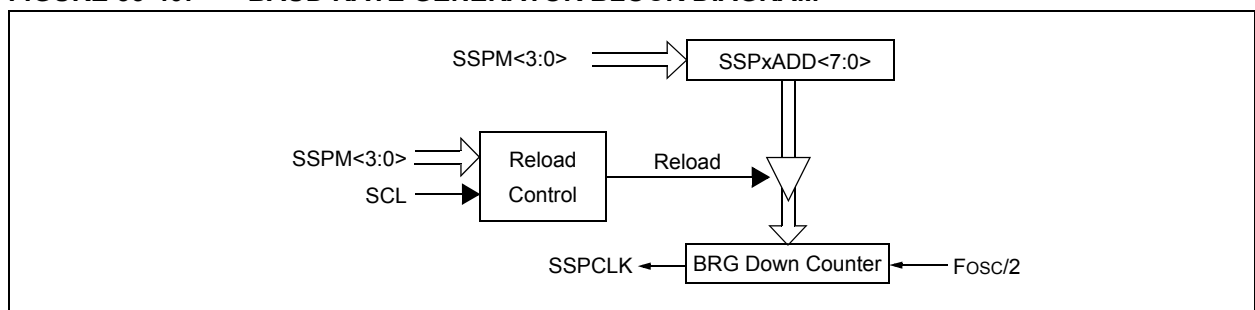 SSPM<3:0>
SSPxADD<7:0>
SSPM<3:0>
SCL
Reload
Control
Reload
SSPCLK
BRG Down Counter
FOSC/2